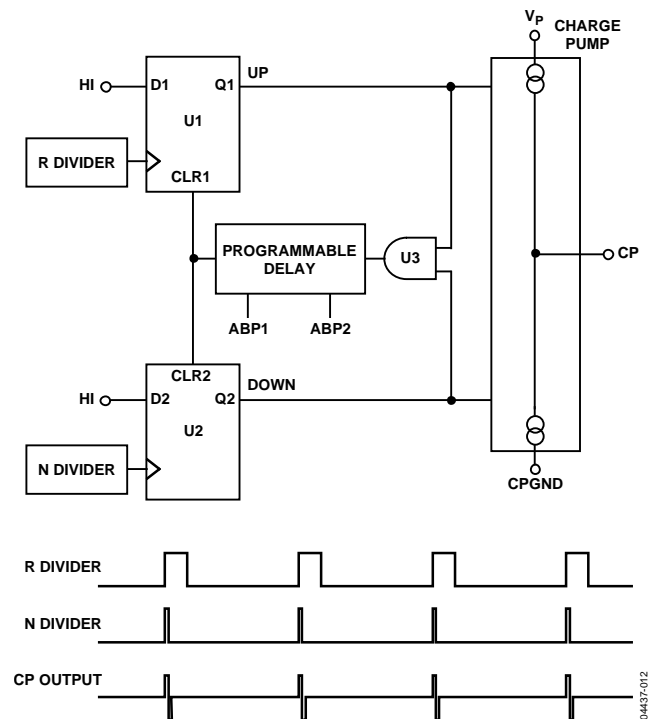 VP
CHARGE
PUMP
UP
HI
D1
Q1
U1
R DIVIDER
CLR1
PROGRAMMABLE
DELAY
U3
CP
ABP1
ABP2
CLR2
DOWN
HI
D2
Q2
U2
N DIVIDER
CPGND
R DIVIDER
N DIVIDER
CP OUTPUT
04437-012